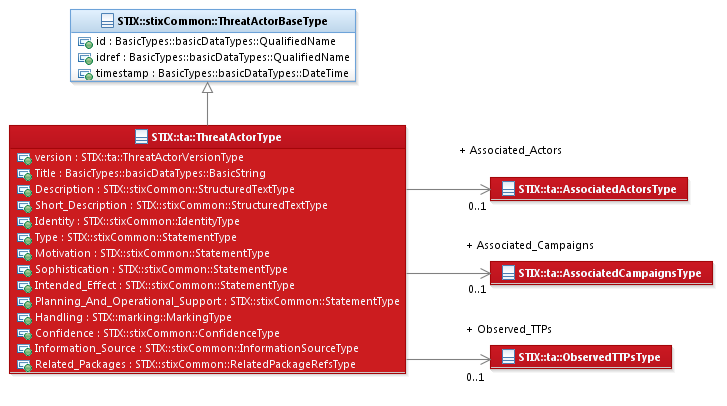 STIX::stixCommon::ThreatActorBaseType
id : BasicTypes::basicDataTypes::QualifiedName
idref : BasicTypes::basicDataTypes::QualifiedName
timestamp : BasicTypes::basicDataTypes::DateTime
STIX::ta::ThreatActorType
version : STIX::ta::ThreatActorVersionType
Title : BasicTypes::basicDataTypes::BasicString
Description : STIX::stixCommon::StructuredTextType
Short_Description : STIX::stixCommon::StructuredTextType
Identity : STIX::stixCommon::IdentityType
Type : STIX::stixCommon::StatementType
Motivation : STIX::stixCommon::StatementType
Sophistication : STIX::stixCommon::StatementType
Intended_Effect : STIX::stixCommon::StatementType
Planning_And_Operational_Support : STIX::stixCommon::StatementType
Handling : STIX::marking::MarkingType
Confidence : STIX::stixCommon::ConfidenceType
Information_Source : STIX::stixCommon::InformationSourceType
Related_Packages : STIX::stixCommon::RelatedPackageRefsType
+ Associated_Actors
STIX::ta::AssociatedActorsType
0..1
+ Associated_Campaigns
STIX::ta::AssociatedCampaignsType
0..1
+ Observed_TTPs
STIX::ta::ObservedTTPsType
0..1